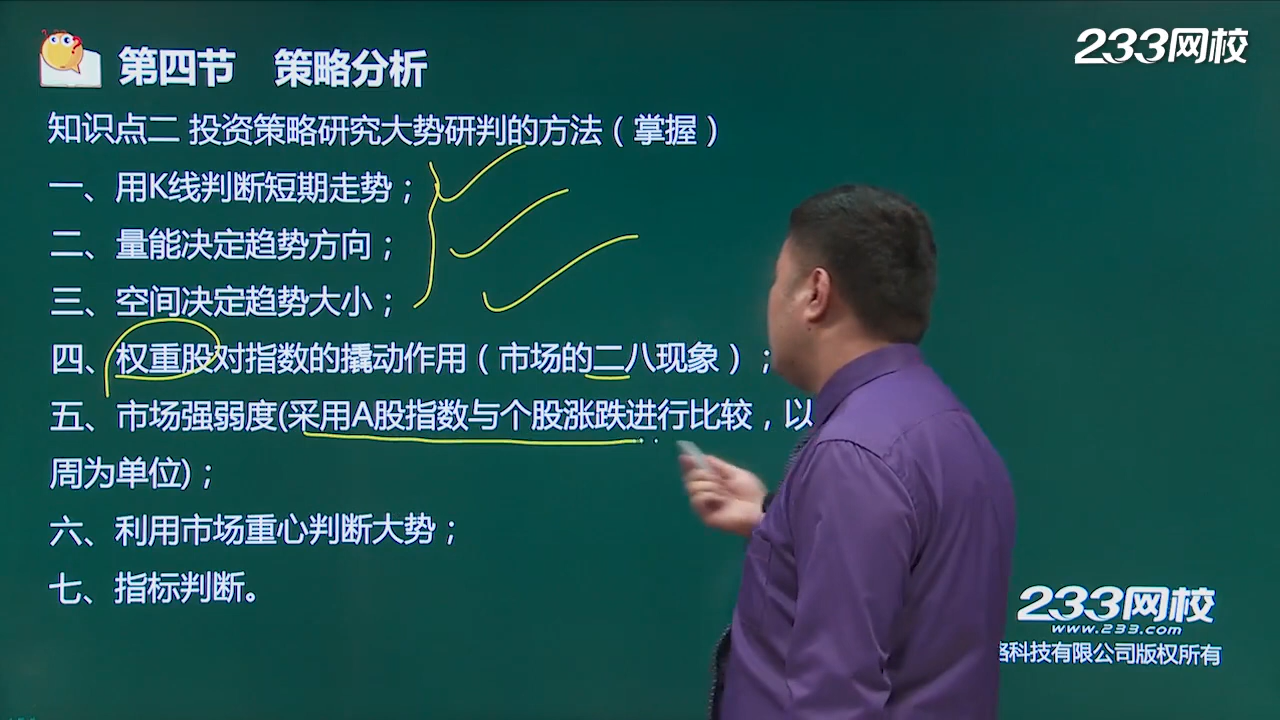 233网校
第四节 策略分析
知识点二 投资策略研究大势研判的方法（掌握）
一、用K线判断短期走势；
二、量能决定趋势方向；
三、空间决定趋势大小；
四、权重股对指数的撬动作用（市场的二八现象）；
五、市场强弱度(采用A股指数与个股涨跌进行比较，以
周为单位)；
六、利用市场重心判断大势；
七、指标判断。
233网校
www.233.com
络科技有限公司版权所有